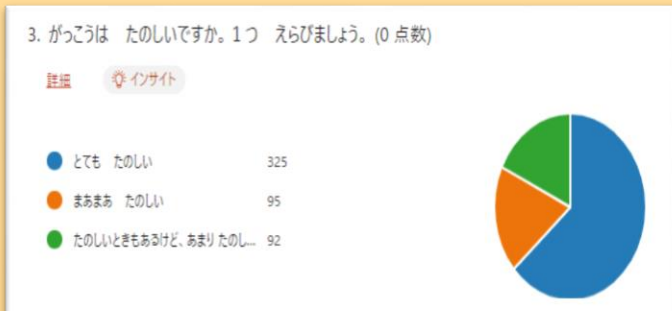 3. がっこうは　たのしいですか。1つ　えらびましょう。(0 点数)
詳細　インサイト
とても　たのしい　325
まあまあ　たのしい　95
たのしいときもあるけど、あまり たのし...　92